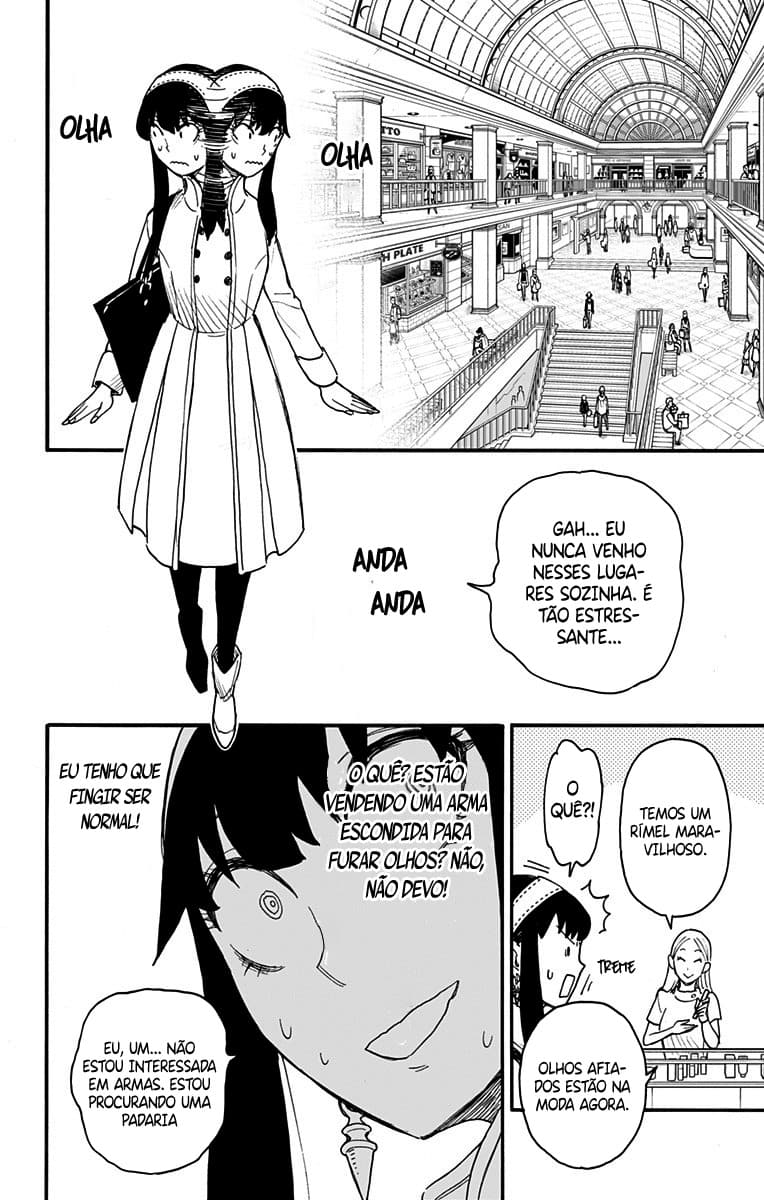 OLHA
OLHA
TTO
H PLATE
SAN
GAH... EU
NUNCA VENHO
NESSES LUGA-
RES SOZINHA. É
TÃO ESTRES-
SANTE...
ANDA
ANDA
TEMOS UM
RÍMEL MARA-
VILHOSO.
O
QUÊ?!
TREME
OLHOS AFIA-
DOS ESTÃO NA
MODA AGORA.
O QUÊ? ESTÃO
VENDENDO UMA ARMA
ESCONDIDA PARA
FURAR OLHOS? NÃO,
NÃO DEVO!
EU TENHO QUE
FINGIR SER
NORMAL!
EU, UM... NÃO
ESTOU INTERESSADA
EM ARMAS. ESTOU
PROCURANDO UMA
PADARIA